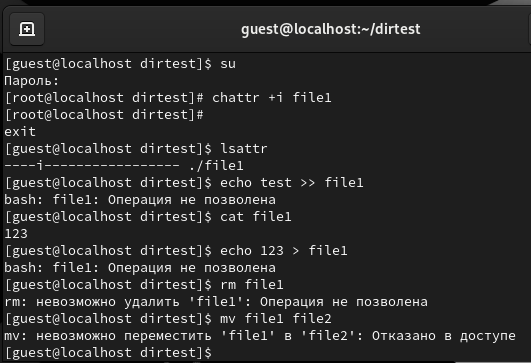 guest@localhost:~/dirtest
[guest@localhost dirtest]$ su
Пароль:
[root@localhost dirtest]# chattr +i file1
[root@localhost dirtest]#
exit
[guest@localhost dirtest]$ lsattr
----i----------------- ./file1
[guest@localhost dirtest]$ echo test >> file1
bash: file1: Операция не позволена
[guest@localhost dirtest]$ cat file1
123
[guest@localhost dirtest]$ echo 123 > file1
bash: file1: Операция не позволена
[guest@localhost dirtest]$ rm file1
rm: невозможно удалить 'file1': Операция не позволена
[guest@localhost dirtest]$ mv file1 file2
mv: невозможно переместить 'file1' в 'file2': Отказано в доступе
[guest@localhost dirtest]$